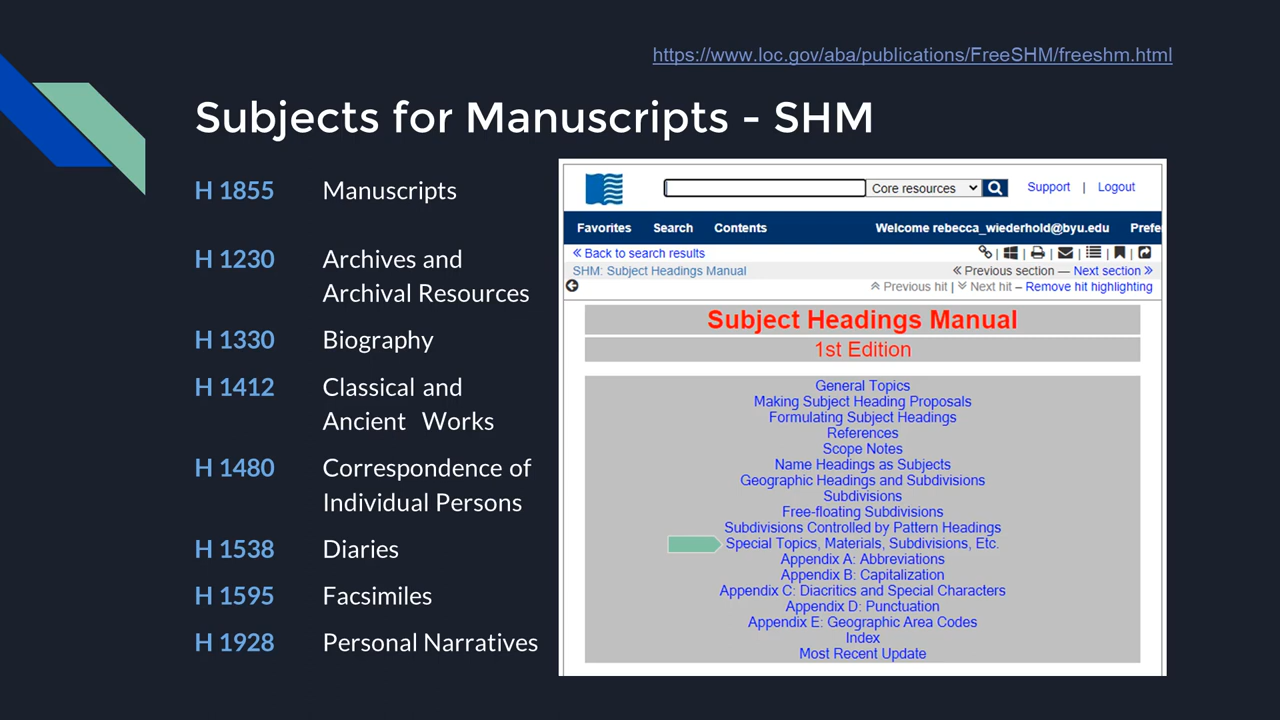 https://www.loc.gov/aba/publications/FreeSHM/freeshm.html
Subjects for Manuscripts - SHM
H 1855 Manuscripts
H 1230 Archives and
Archival Resources
H 1330 Biography
H 1412 Classical and
Ancient Works
H 1480 Correspondence of
Individual Persons
H 1538 Diaries
H 1595 Facsimiles
H 1928 Personal Narratives
Core resources Support | Logout
Favorites Search Contents Welcome rebecca_wiederhold@byu.edu Prefe
« Back to search results
SHM: Subject Headings Manual « Previous section — Next section »
Previous hit | Next hit – Remove hit highlighting
Subject Headings Manual
1st Edition
General Topics
Making Subject Heading Proposals
Formulating Subject Headings
References
Scope Notes
Name Headings as Subjects
Geographic Headings and Subdivisions
Subdivisions
Free-floating Subdivisions
Subdivisions Controlled by Pattern Headings
Special Topics, Materials, Subdivisions, Etc.
Appendix A: Abbreviations
Appendix B: Capitalization
Appendix C: Diacritics and Special Characters
Appendix D: Punctuation
Appendix E: Geographic Area Codes
Index
Most Recent Update